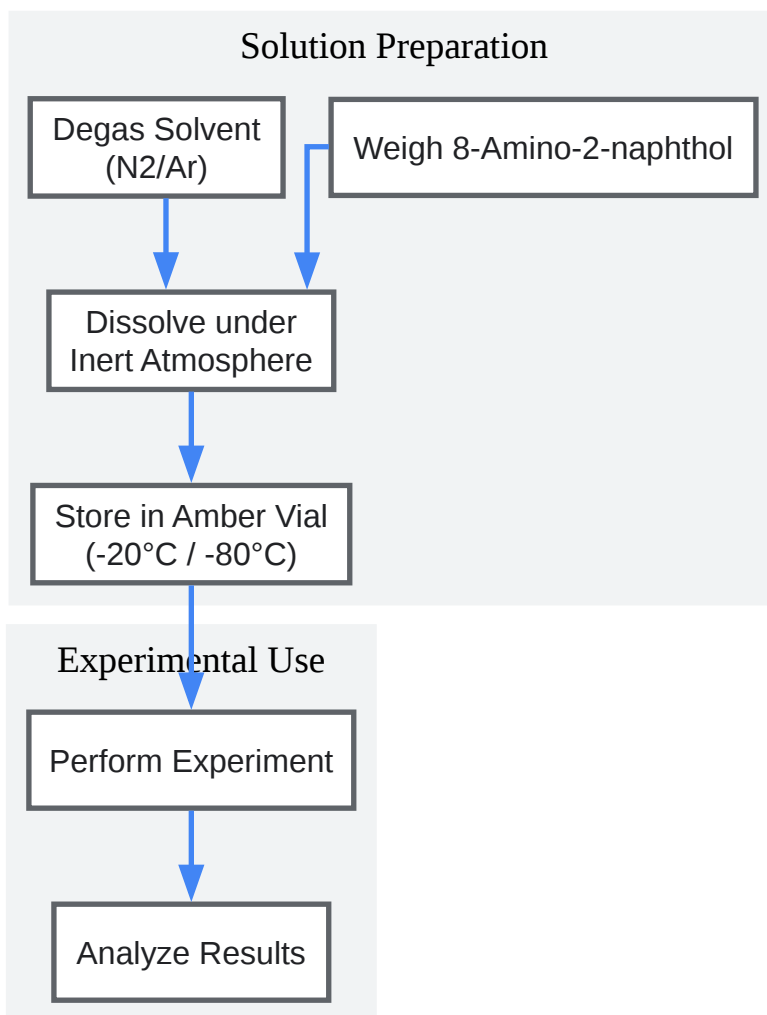 Solution Preparation
Degas Solvent
(N2/Ar)
Weigh 8-Amino-2-naphthol
Dissolve under
Inert Atmosphere
Store in Amber Vial
(-20°C / -80°C)
Experimental Use
Perform Experiment
Analyze Results